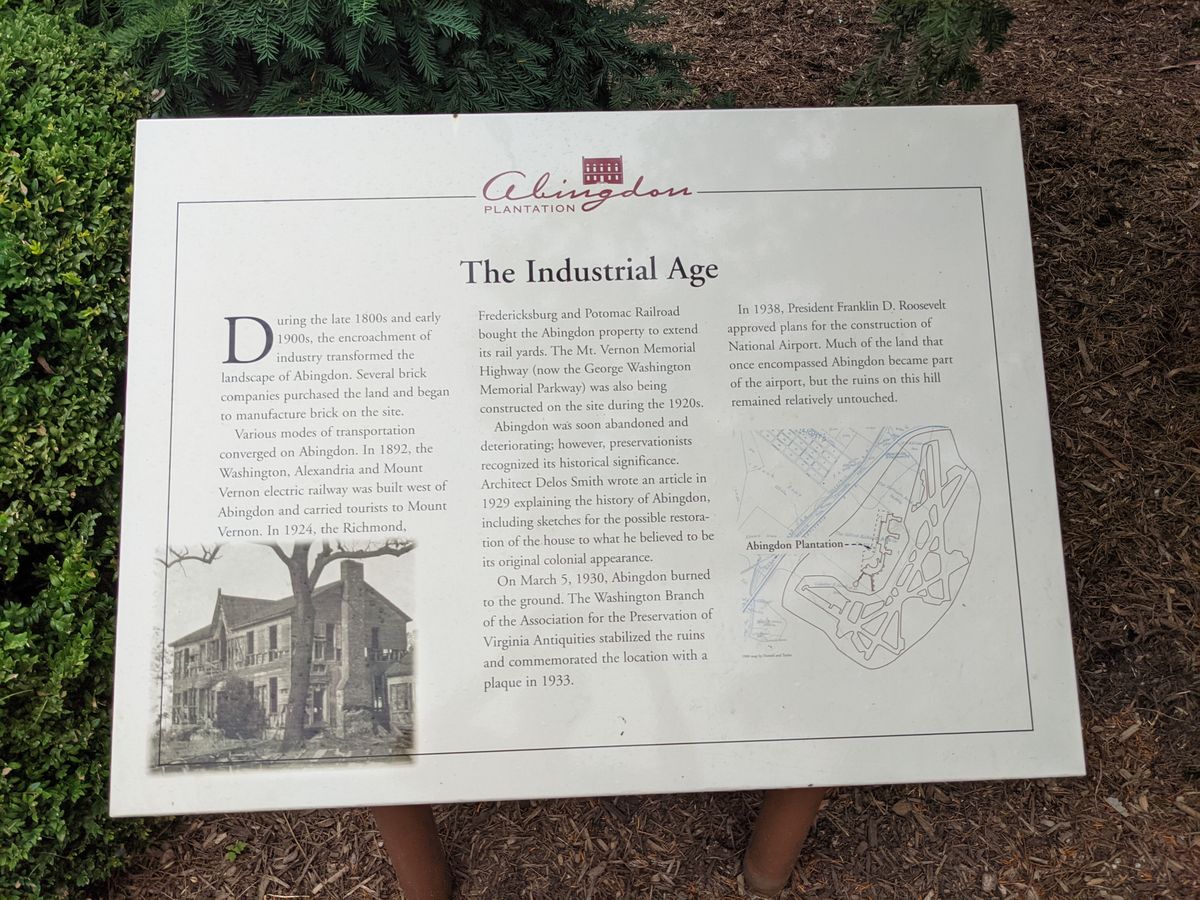 Abingdon
PLANTATION
The Industrial Age
During the late 1800s and early
1900s, the encroachment of
industry transformed the
landscape of Abingdon. Several brick
companies purchased the land and began
to manufacture brick on the site.
Various modes of transportation
converged on Abingdon. In 1892, the
Washington, Alexandria and Mount
Vernon electric railway was built west of
Abingdon and carried tourists to Mount
Vernon. In 1924, the Richmond,
Fredericksburg and Potomac Railroad
bought the Abingdon property to extend
its rail yards. The Mt. Vernon Memorial
Highway (now the George Washington
Memorial Parkway) was also being
constructed on the site during the 1920s.
Abingdon was soon abandoned and
deteriorating; however, preservationists
recognized its historical significance.
Architect Delos Smith wrote an article in
1929 explaining the history of Abingdon,
including sketches for the possible restora-
tion of the house to what he believed to be
its original colonial appearance.
On March 5, 1930, Abingdon burned
to the ground. The Washington Branch
of the Association for the Preservation of
Virginia Antiquities stabilized the ruins
and commemorated the location with a
plaque in 1933.
In 1938, President Franklin D. Roosevelt
approved plans for the construction of
National Airport. Much of the land that
once encompassed Abingdon became part
of the airport, but the ruins on this hill
remained relatively untouched.
Abingdon Plantation